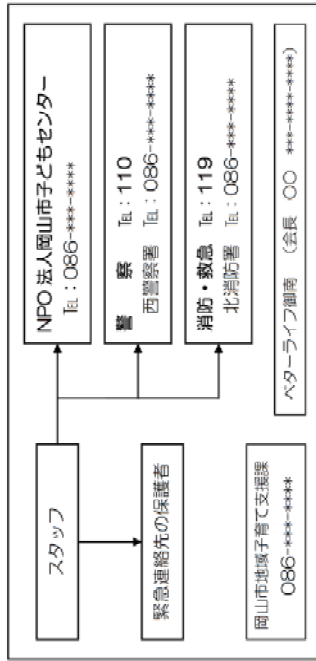 スタッフ
緊急連絡先の保護者
NPO法人岡山市子どもセンター
TEL：086-***-****
警　察　TEL：110
西警察署　TEL：086-***-****
消防・救急　TEL：119
北消防署　TEL：086-***-****
岡山市地域子育て支援課
086-***-****
ベターライフ御南　（会長　○○　***-****-****）